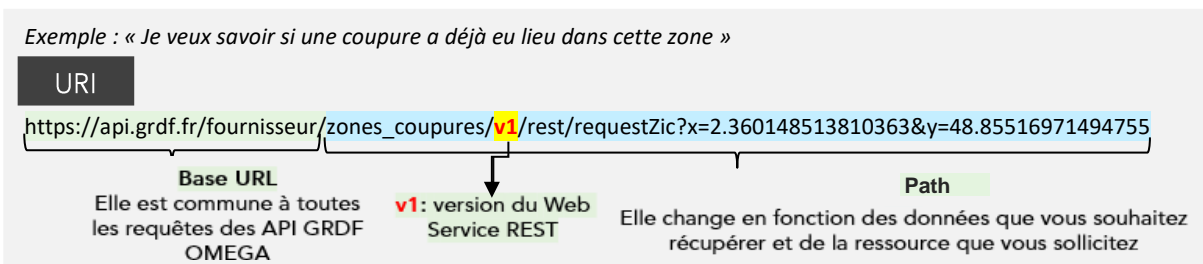 Exemple : « Je veux savoir si une coupure a déjà eu lieu dans cette zone »
URI
https://api.grdf.fr/fournisseur/zones_coupures/v1/rest/requestZic?x=2.360148513810363&y=48.85516971494755
Base URL
Elle est commune à toutes
les requêtes des API GRDF
OMEGA
v1: version du Web
Service REST
Path
Elle change en fonction des données que vous souhaitez
récupérer et de la ressource que vous sollicitez